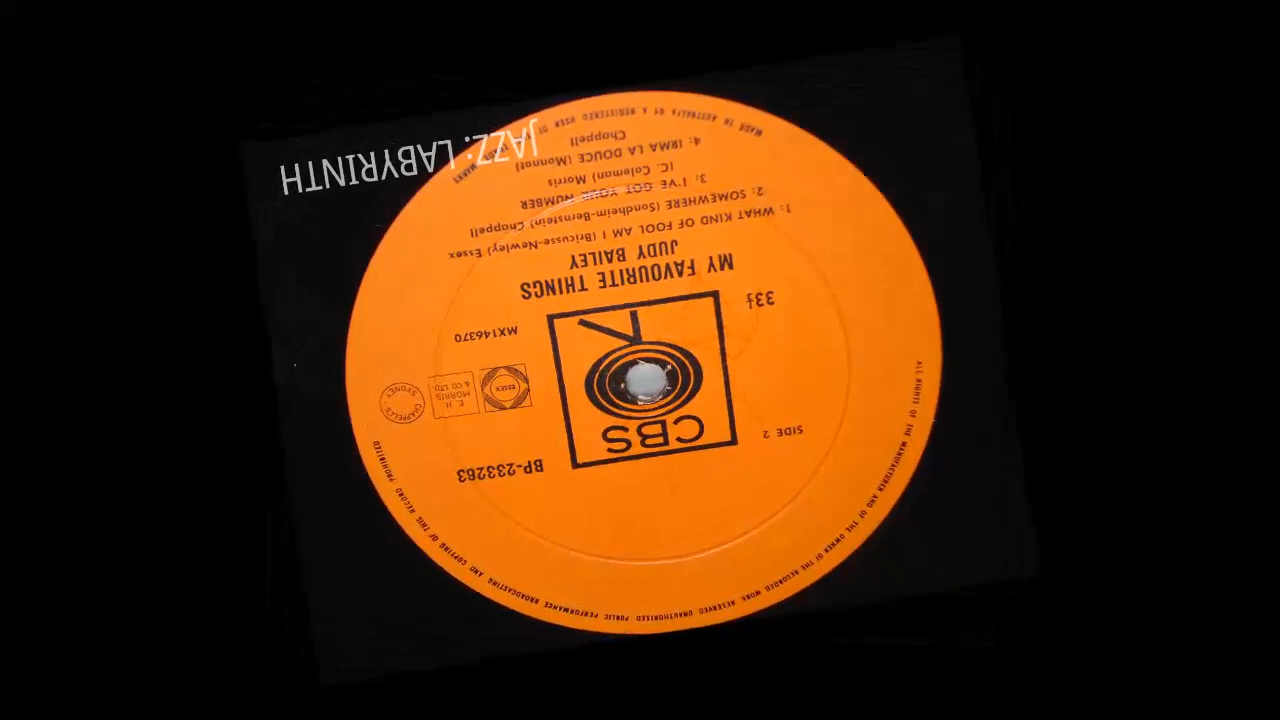 JAZZ: LABYRINTH
CBS
SIDE 2
BP-233263
ESSEX
E. H.
MORRIS
& CO LTD
CHAPPELL'S
SYDNEY
33⅓
MX146370
MY FAVOURITE THINGS
JUDY BAILEY
1: WHAT KIND OF FOOL AM I (Bricusse-Newley) Essex
2: SOMEWHERE (Sondheim-Bernstein) Chappell
3: I'VE GOT YOUR NUMBER
(C. Coleman) Morris
4: IRMA LA DOUCE (Monnot)
Chappell
ALL RIGHTS OF THE MANUFACTURER AND OF THE OWNER OF THE RECORDED WORK RESERVED UNAUTHORISED PUBLIC PERFORMANCE BROADCASTING AND COPYING OF THIS RECORD PROHIBITED
MADE IN AUSTRALIA BY A REGISTERED USER OF THE TRADE MARKS